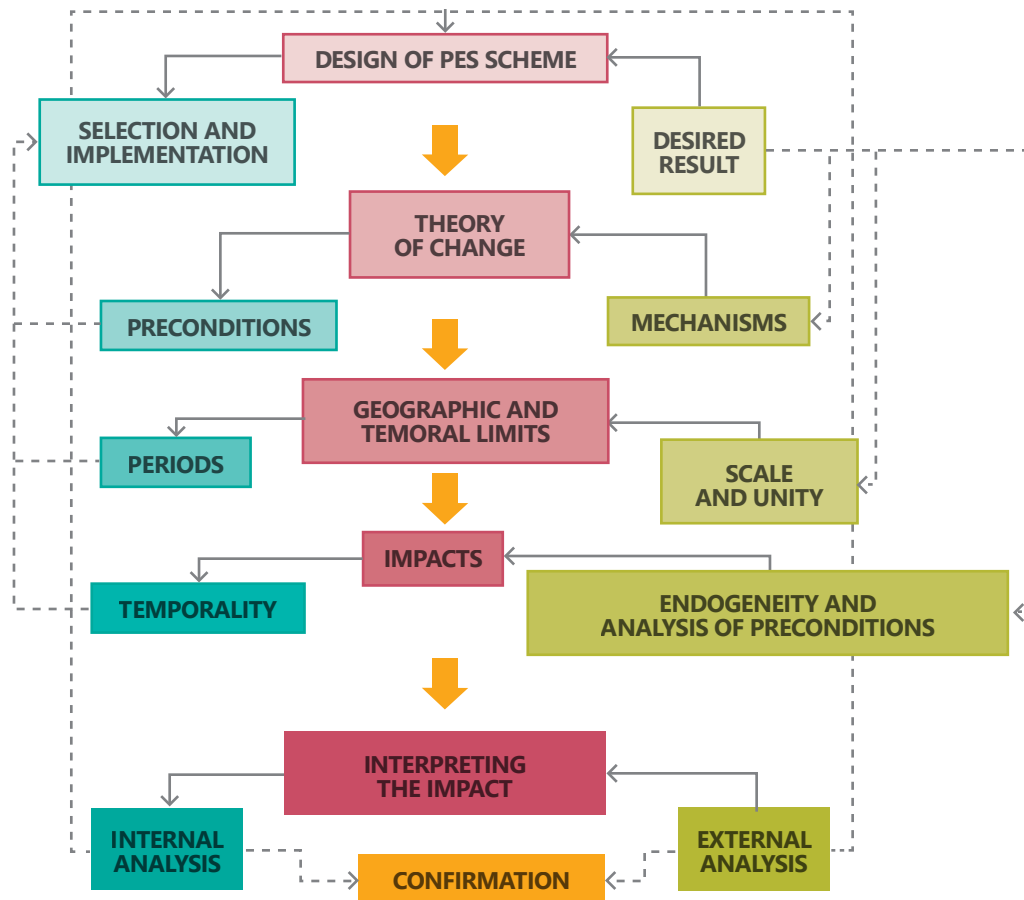 DESIGN OF PES SCHEME
SELECTION AND
IMPLEMENTATION
DESIRED
RESULT
THEORY
OF CHANGE
PRECONDITIONS
MECHANISMS
GEOGRAPHIC AND
TEMORAL LIMITS
PERIODS
SCALE
AND UNITY
IMPACTS
TEMPORALITY
ENDOGENEITY AND
ANALYSIS OF PRECONDITIONS
INTERPRETING
THE IMPACT
INTERNAL
ANALYSIS
EXTERNAL
ANALYSIS
CONFIRMATION